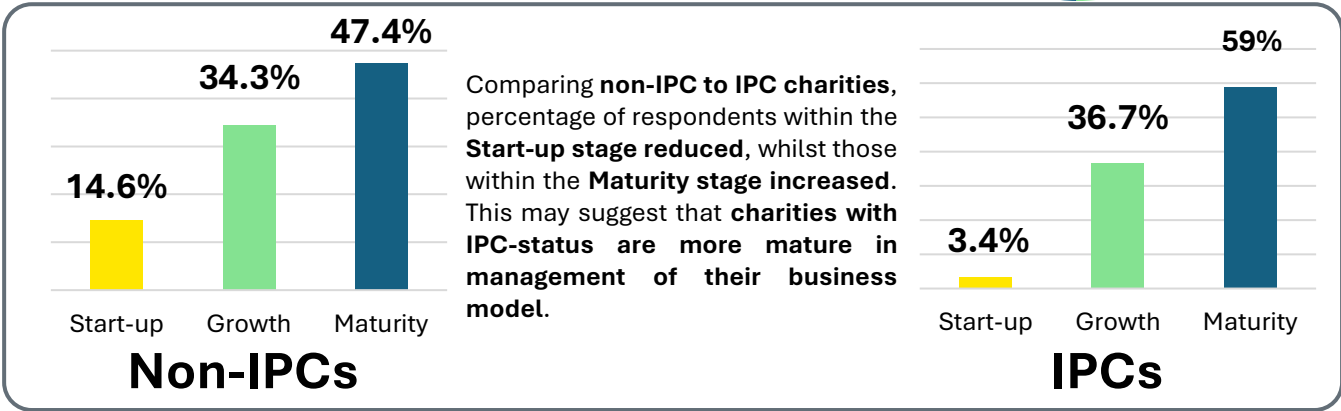 47.4%
34.3%
14.6%
Start-up Growth Maturity
Non-IPCs
Comparing non-IPC to IPC charities,
percentage of respondents within the
Start-up stage reduced, whilst those
within the Maturity stage increased.
This may suggest that charities with
IPC-status are more mature in
management of their business
model.
59%
36.7%
3.4%
Start-up Growth Maturity
IPCs